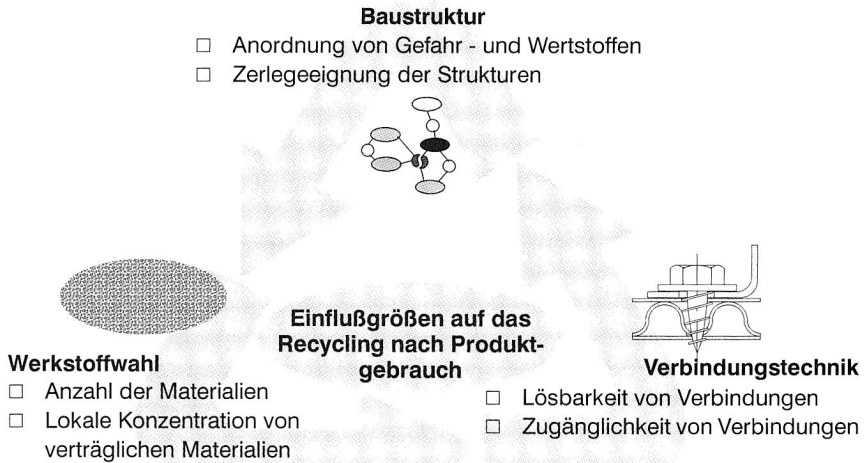 Baustruktur
□ Anordnung von Gefahr - und Wertstoffen
□ Zerlegeeignung der Strukturen
Einflußgrößen auf das
Recycling nach Produkt-
gebrauch
Werkstoffwahl
□ Anzahl der Materialien
□ Lokale Konzentration von
verträglichen Materialien
Verbindungstechnik
□ Lösbarkeit von Verbindungen
□ Zugänglichkeit von Verbindungen